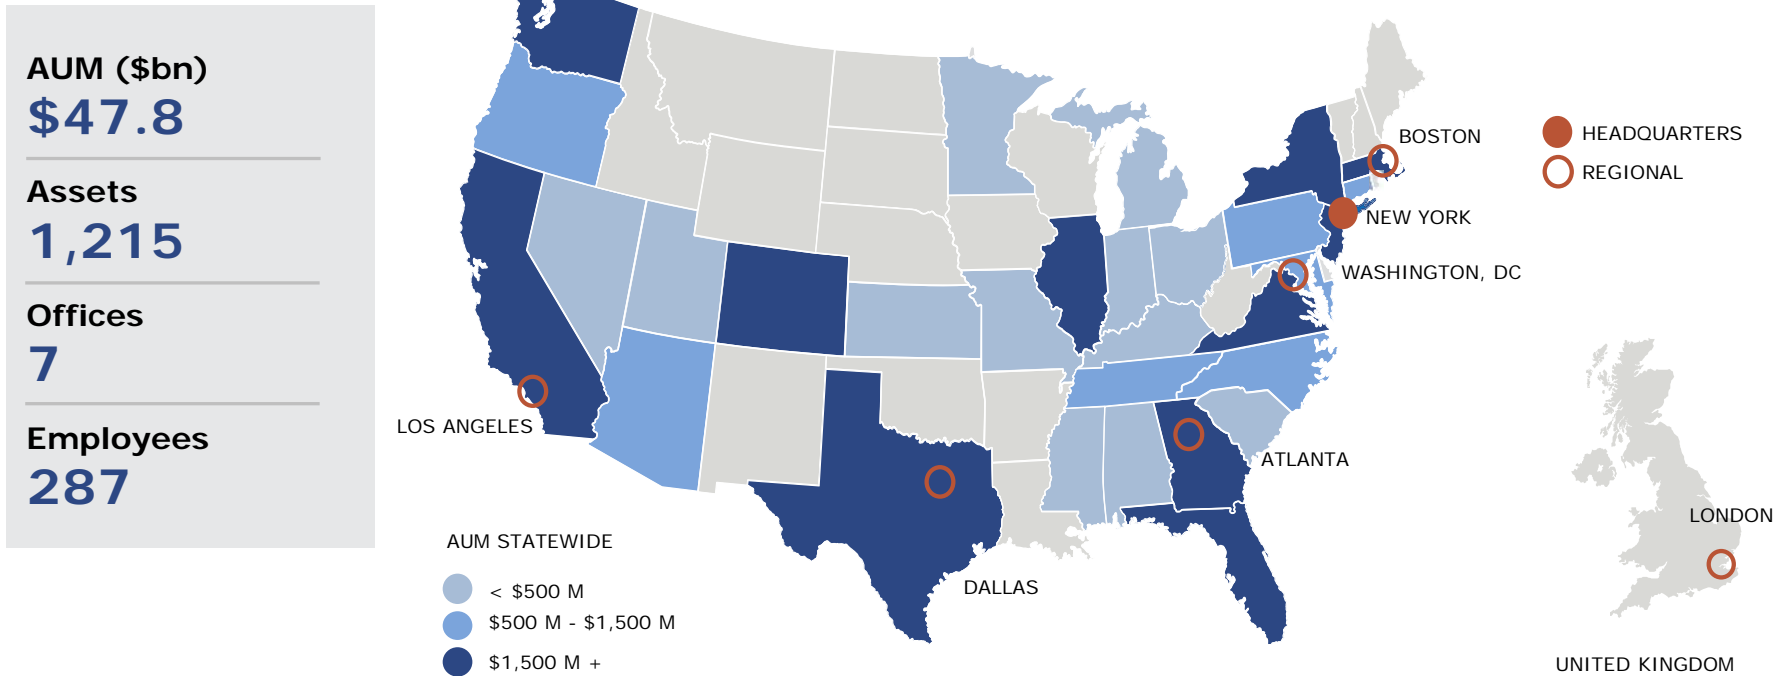 AUM ($bn)
$47.8
Assets
1,215
Offices
7
Employees
287
BOSTON
NEW YORK
WASHINGTON, DC
LOS ANGELES
ATLANTA
DALLAS
AUM STATEWIDE
< $500 M
$500 M - $1,500 M
$1,500 M +
HEADQUARTERS
REGIONAL
LONDON
UNITED KINGDOM